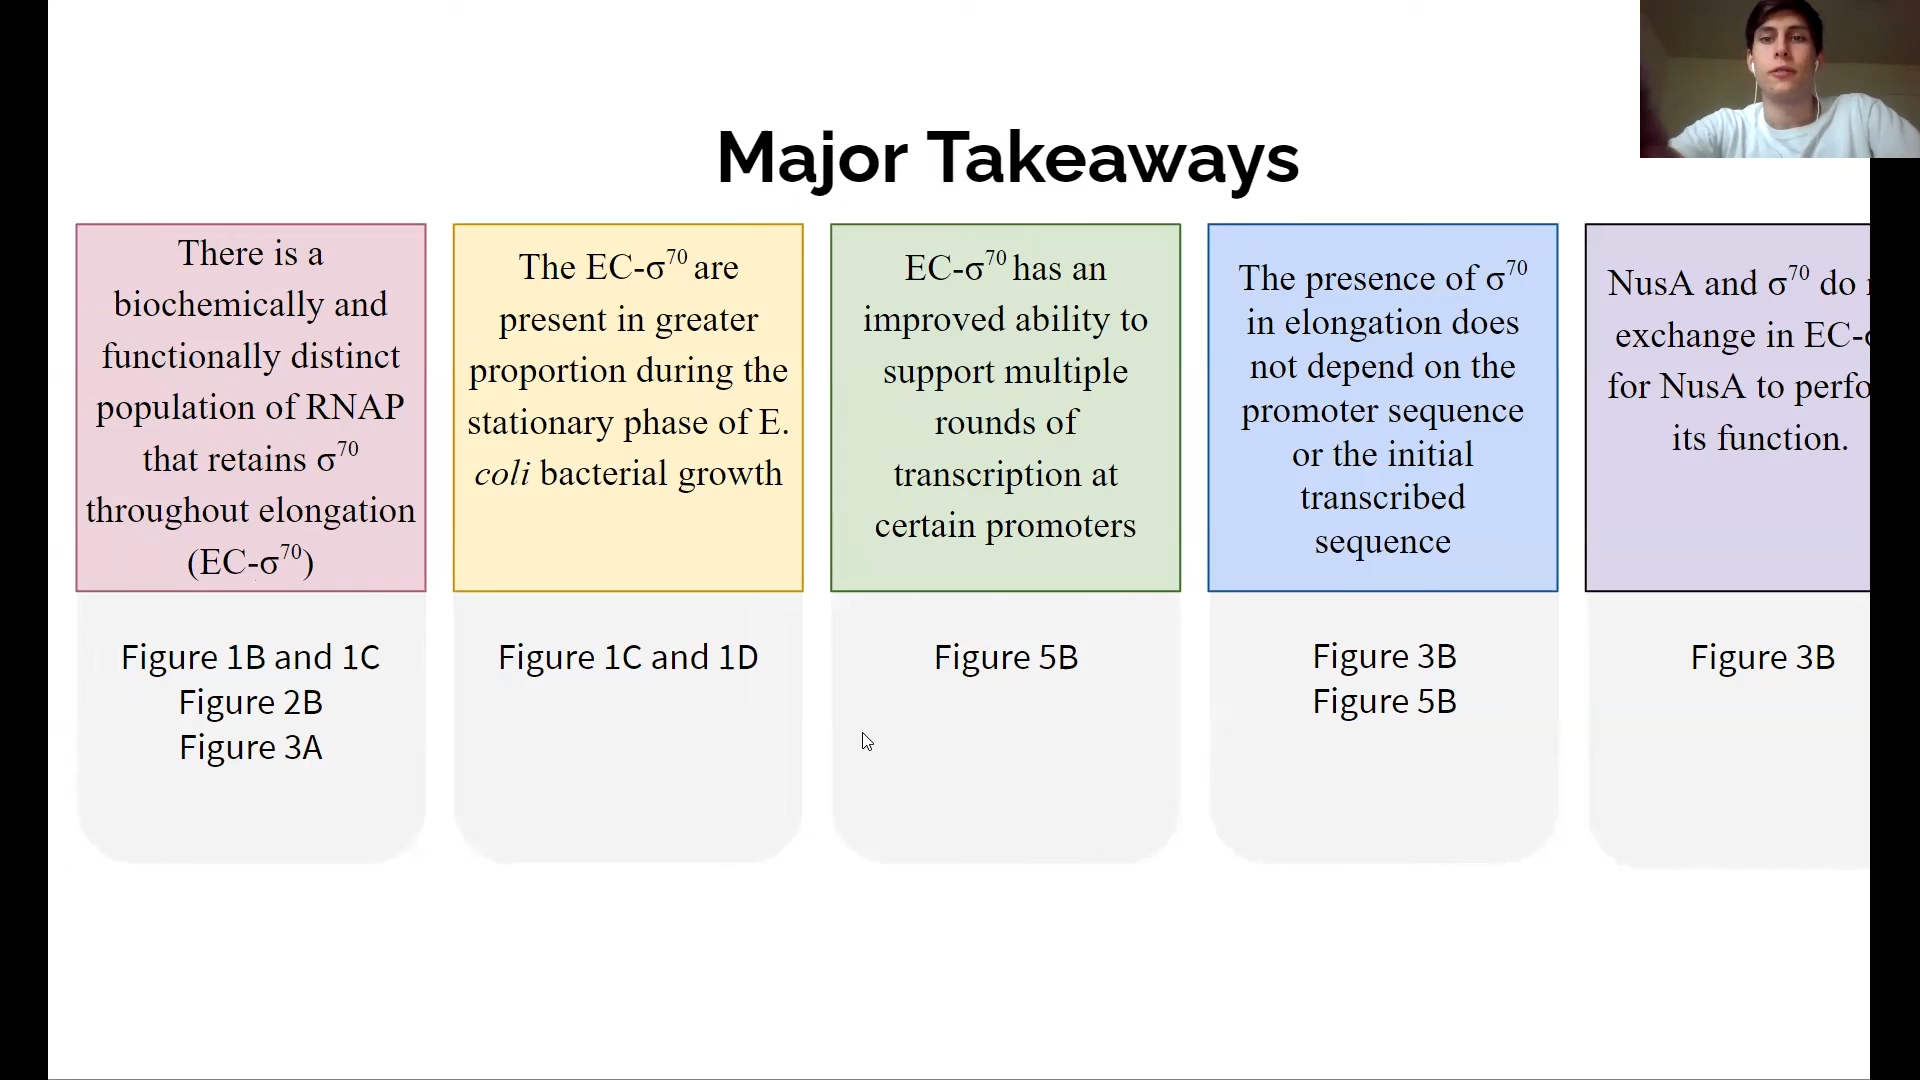 Major Takeaways
There is a
biochemically and
functionally distinct
population of RNAP
that retains σ⁷⁰
throughout elongation
(EC-σ⁷⁰)
Figure 1B and 1C
Figure 2B
Figure 3A
The EC-σ⁷⁰ are
present in greater
proportion during the
stationary phase of E.
coli bacterial growth
Figure 1C and 1D
EC-σ⁷⁰ has an
improved ability to
support multiple
rounds of
transcription at
certain promoters
Figure 5B
The presence of σ⁷⁰
in elongation does
not depend on the
promoter sequence
or the initial
transcribed
sequence
Figure 3B
Figure 5B
NusA and σ⁷⁰ do
exchange in EC-
for NusA to perfo
its function.
Figure 3B